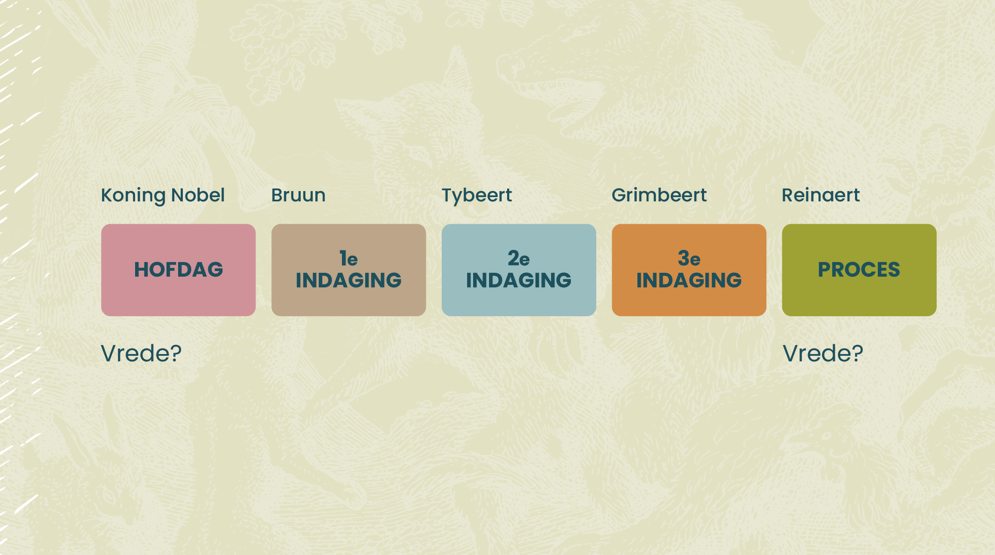 Koning Nobel
Bruun
Tybeert
Grimbeert
Reinaert
HOFDAG
1e
INDAGING
2e
INDAGING
3e
INDAGING
PROCES
Vrede?
Vrede?